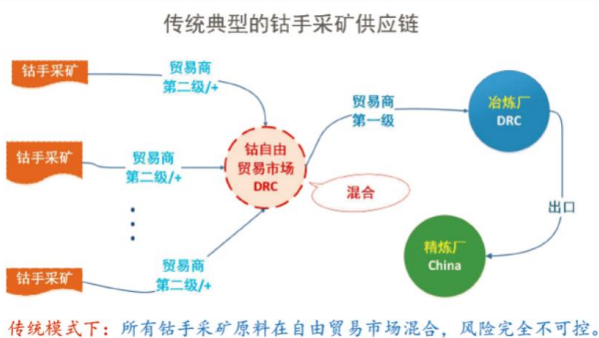 传统典型的钴手采矿供应链
钴手采矿
贸易商
第二级/+
钴手采矿
贸易商
第二级/+
钴手采矿
贸易商
第二级/+
钴自由
贸易市场
DRC
混合
贸易商
第一级
冶炼厂
DRC
出口
精炼厂
China
传统模式下：所有钴手采矿原料在自由贸易市场混合，风险完全不可控。